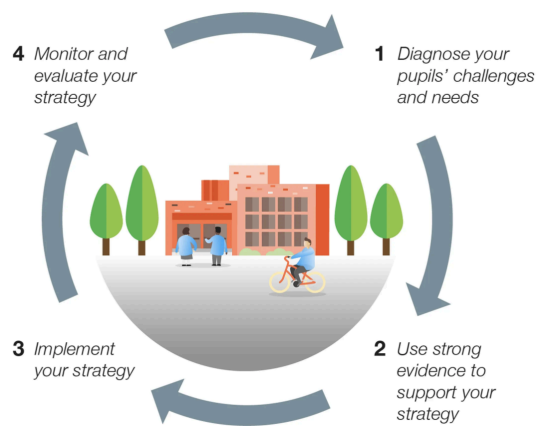 1 Diagnose your
pupils’ challenges
and needs
2 Use strong
evidence to
support your
strategy
3 Implement
your strategy
4 Monitor and
evaluate your
strategy